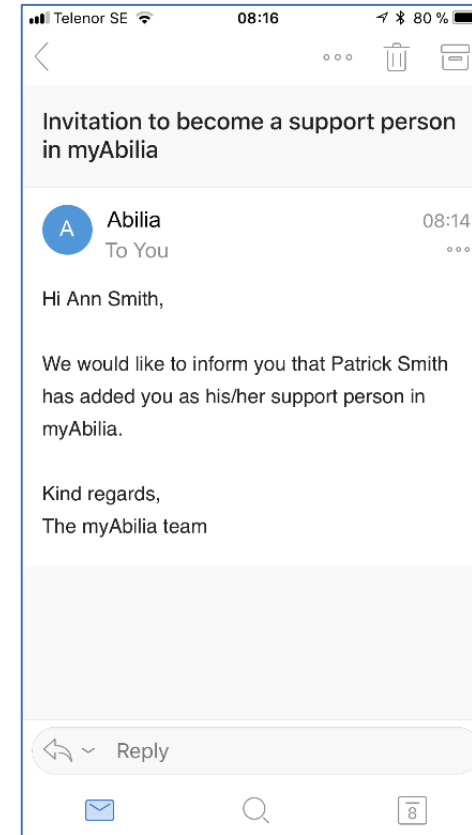 Telenor SE 08:16 80 %
Invitation to become a support person
in myAbilia
A Abilia 08:14
To You
Hi Ann Smith,
We would like to inform you that Patrick Smith
has added you as his/her support person in
myAbilia.
Kind regards,
The myAbilia team
Reply
8